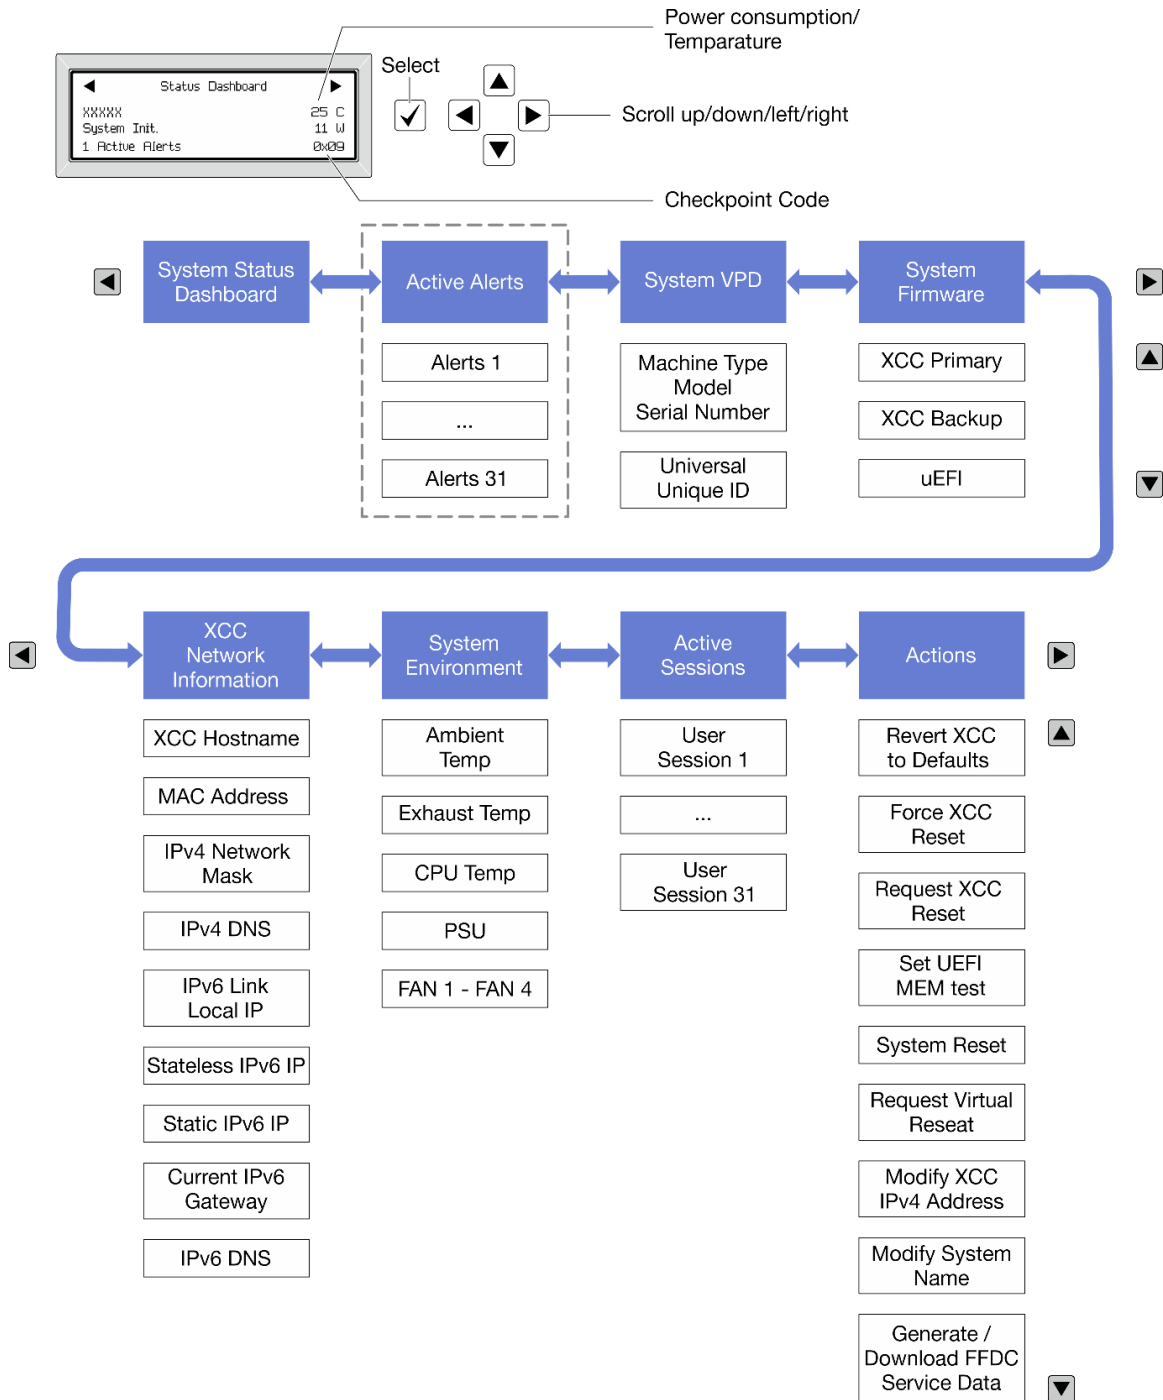 Power consumption/
Temparature
Select
Status Dashboard
XXXXX 25 C
System Init. 11 W
1 Active Alerts 0x09
Scroll up/down/left/right
Checkpoint Code
System Status
Dashboard
Active Alerts
System VPD
System
Firmware
Alerts 1
...
Alerts 31
Machine Type
Model
Serial Number
Universal
Unique ID
XCC Primary
XCC Backup
uEFI
XCC
Network
Information
System
Environment
Active
Sessions
Actions
XCC Hostname
MAC Address
IPv4 Network
Mask
IPv4 DNS
IPv6 Link
Local IP
Stateless IPv6 IP
Static IPv6 IP
Current IPv6
Gateway
IPv6 DNS
Ambient
Temp
Exhaust Temp
CPU Temp
PSU
FAN 1 - FAN 4
User
Session 1
...
User
Session 31
Revert XCC
to Defaults
Force XCC
Reset
Request XCC
Reset
Set UEFI
MEM test
System Reset
Request Virtual
Reseat
Modify XCC
IPv4 Address
Modify System
Name
Generate /
Download FFDC
Service Data